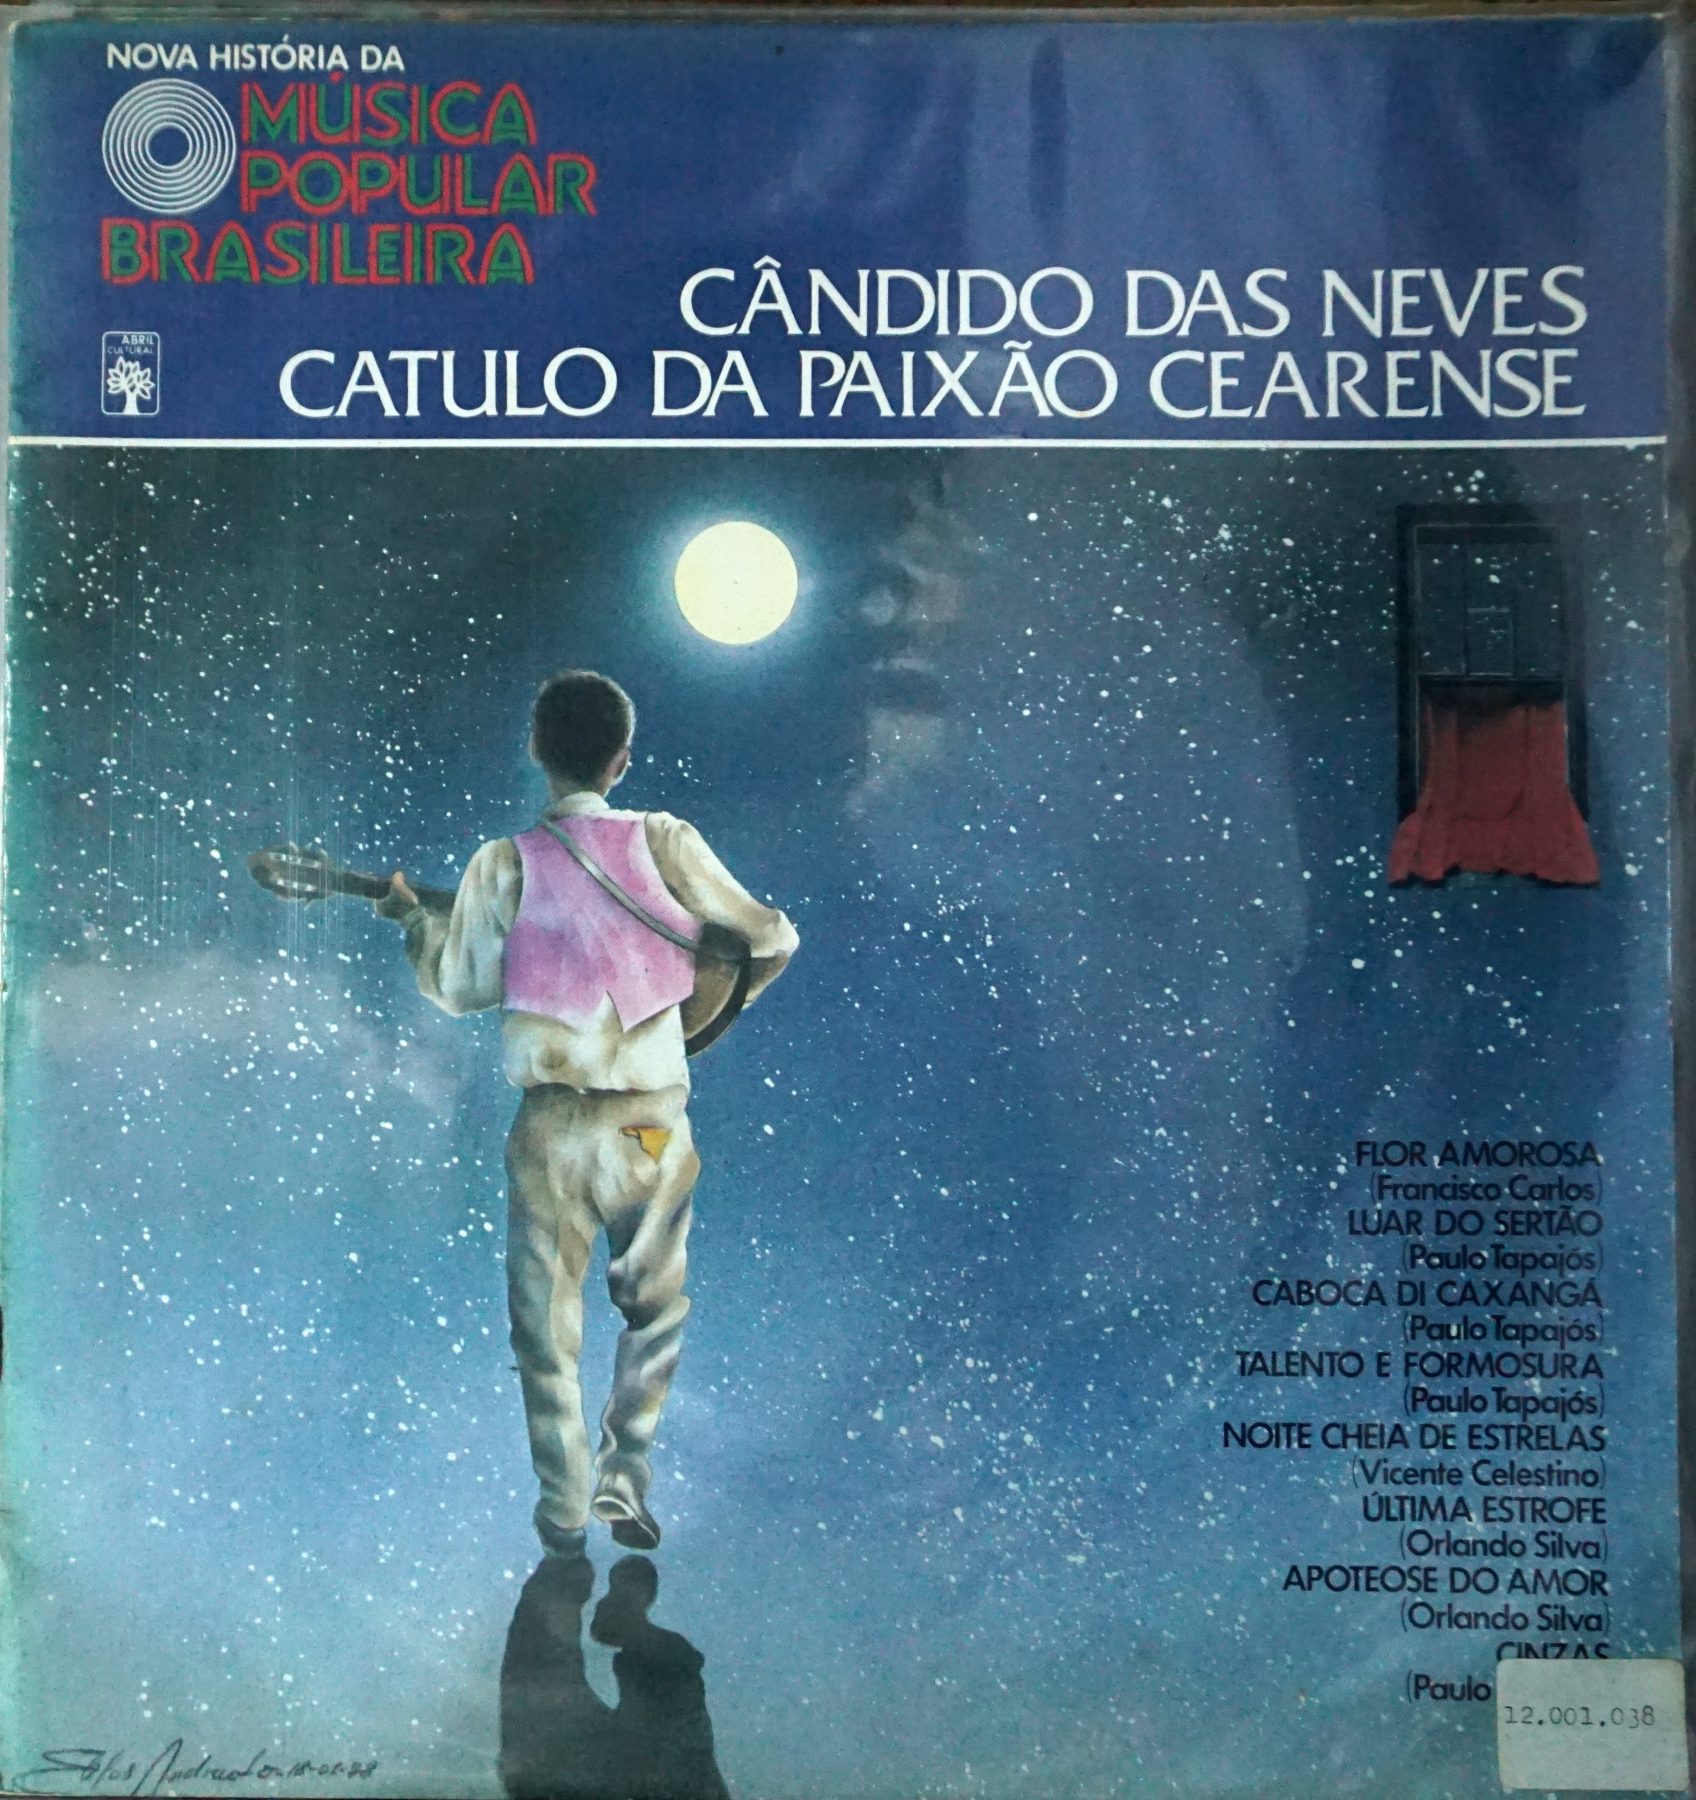 NOVA HISTÓRIA DA
MÚSICA
POPULAR
BRASILEIRA
ABRIL
CULTURAL
CÂNDIDO DAS NEVES
CATULO DA PAIXÃO CEARENSE
FLOR AMOROSA
(Francisco Carlos)
LUAR DO SERTÃO
(Paulo Tapajós)
CABOCA DI CAXANGÁ
(Paulo Tapajós)
TALENTO E FORMOSURA
(Paulo Tapajós)
NOITE CHEIA DE ESTRELAS
(Vicente Celestino)
ÚLTIMA ESTROFE
(Orlando Silva)
APOTEOSE DO AMOR
(Orlando Silva)
CINZAS
(Paulo
12.001.038